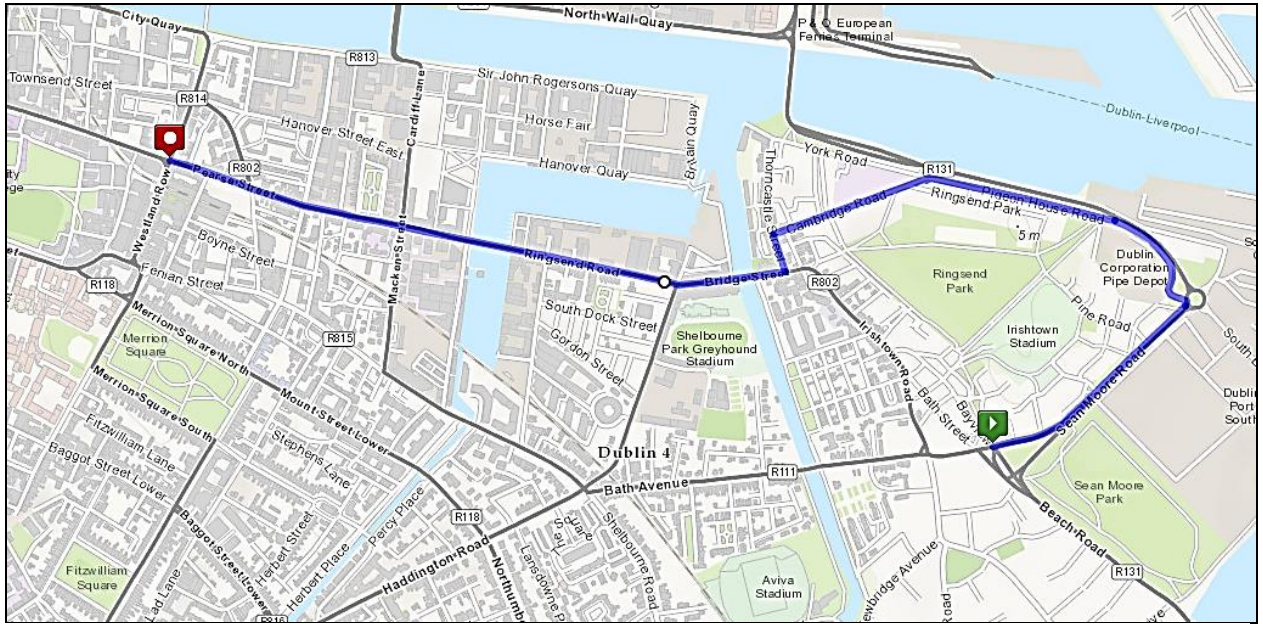 City Quay
North Wall Quay
P & O European
Ferries Terminal
R813
Townsend Street
R814
Cardiff Lane
Sir John Rogersons Quay
Dublin-Liverpool
Hanover Street East
Horse Fair
Britain Quay
York Road
R802
Hanover Quay
Thorncastle Street
R131
Pearse Street
Westland Row
Cambridge Road
Ringsend Park
Pigeon House Road
5 m
Boyne Street
Macken Street
Ringsend Road
Bridge Street
Dublin
Corporation
Pipe Depot
Fenian Street
R118
Ringsend
Park
R802
South Dock Street
Pine Road
Merrion Square North
R815
Gordon Street
Shelbourne
Park Greyhound
Stadium
Irishtown
Stadium
Irishtown Road
Merrion
Square
Sean Moore Road
Merrion Square South
Mount Street Lower
Bath Street
Fitzwilliam Lane
Stephens Lane
Baggot Street Lower
Dublin 4
R111
Bath Avenue
Sean Moore
Park
Percy Place
R118
Beach Road
Herbert Street
Baggot Street Lower
Haddington Road
Shelbourne Road
Herbert Place
Fitzwilliam
Square
Lad Lane
Aviva
Stadium
R131
R816